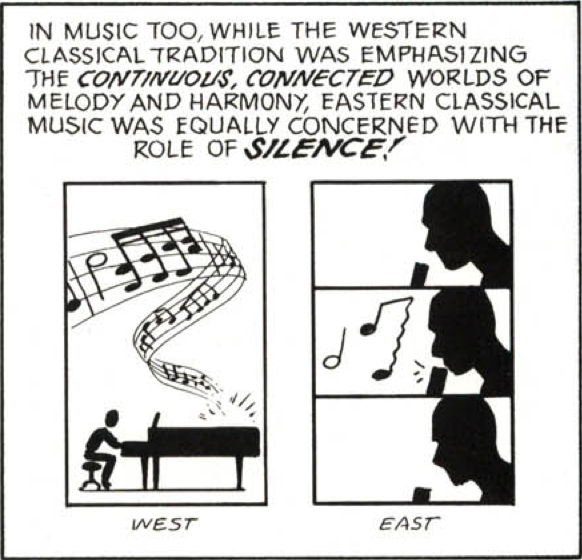 IN MUSIC TOO, WHILE THE WESTERN
CLASSICAL TRADITION WAS EMPHASIZING
THE CONTINUOUS, CONNECTED WORLDS OF
MELODY AND HARMONY, EASTERN CLASSICAL
MUSIC WAS EQUALLY CONCERNED WITH THE
ROLE OF SILENCE!
WEST
EAST